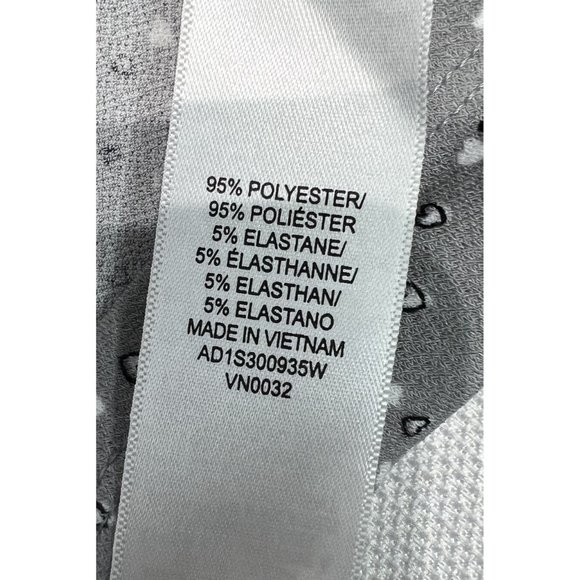 95% POLYESTER/
95% POLIÉSTER
5% ELASTANE/
5% ÉLASTHANNE/
5% ELASTHAN/
5% ELASTANO
MADE IN VIETNAM
AD1S300935W
VN0032